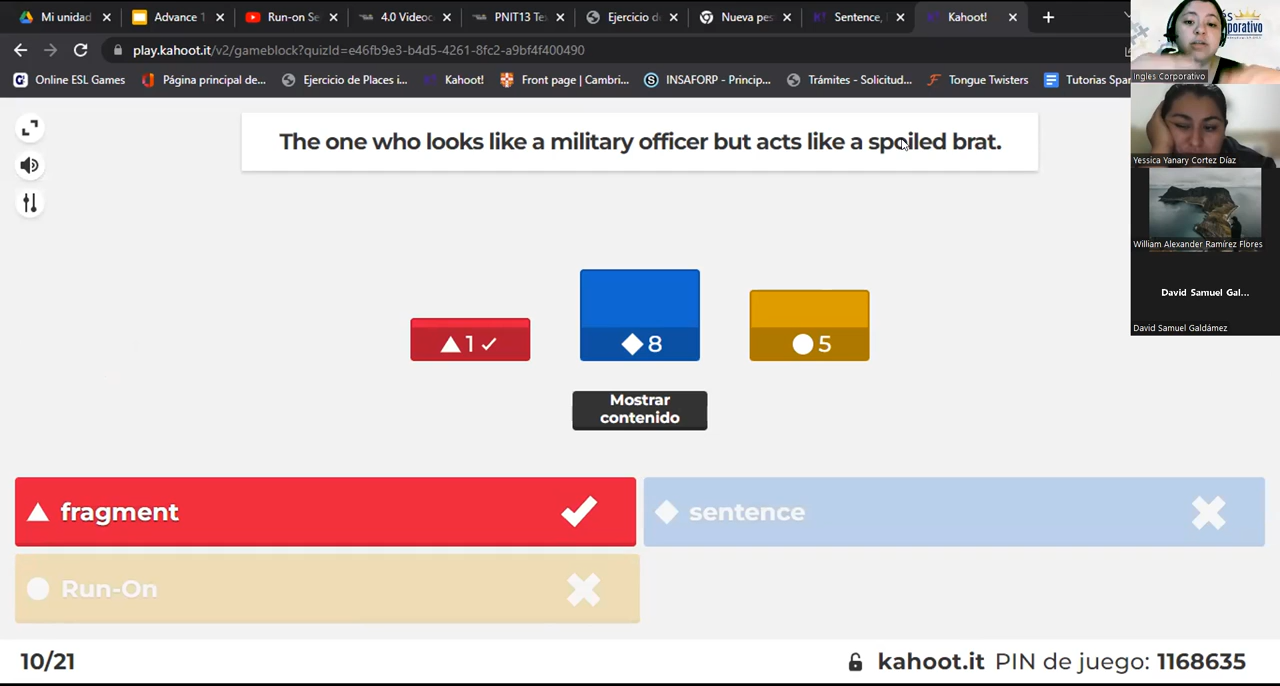 Mi unidad
Advance 1
Run-on Se
4.0 Videoc
PNIT13 Te
Ejercicio d
Nueva pes
Sentence,
Kahoot!
play.kahoot.it/v2/gameblock?quizId=e46fb9e3-b4d5-4261-8fc2-a9bf4f400490
Online ESL Games
Página principal de...
Ejercicio de Places i...
Kahoot!
Front page | Cambri...
INSAFORP - Princip...
Trámites - Solicitud...
Tongue Twisters
Tutorias Spar
The one who looks like a military officer but acts like a spoiled brat.
1
8
5
Mostrar
contenido
fragment
sentence
Run-On
10/21
kahoot.it PIN de juego: 1168635
Ingles Corporativo
Yessica Yanary Cortez Díaz
William Alexander Ramírez Flores
David Samuel Gal...
David Samuel Galdámez